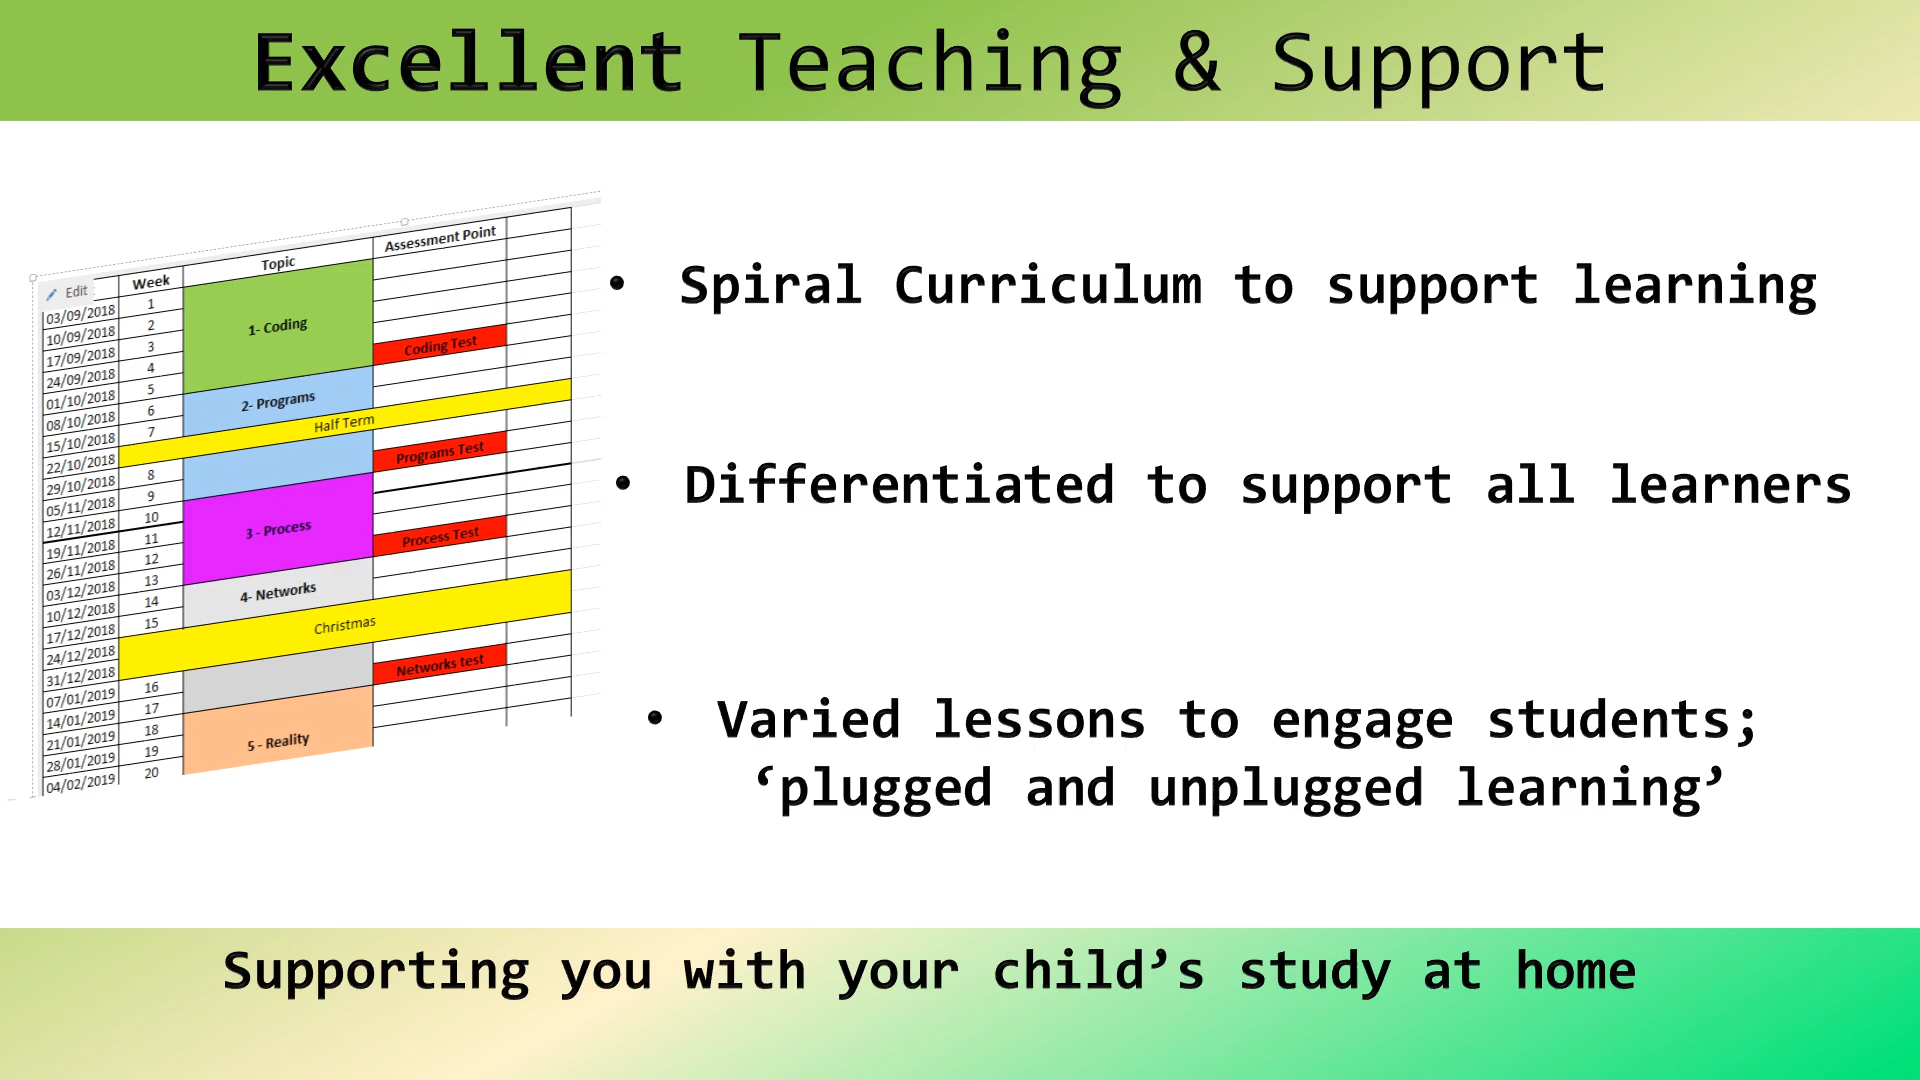 Excellent Teaching & Support
Edit
Week
Topic
Assessment Point
03/09/2018 1
10/09/2018 2
17/09/2018 3
24/09/2018 4
01/10/2018 5
08/10/2018 6
15/10/2018 7
22/10/2018
29/10/2018 8
05/11/2018 9
12/11/2018 10
19/11/2018 11
26/11/2018 12
03/12/2018 13
10/12/2018 14
17/12/2018 15
24/12/2018
31/12/2018
07/01/2019 16
14/01/2019 17
21/01/2019 18
28/01/2019 19
04/02/2019 20
1- Coding
Coding Test
2- Programs
Half Term
Programs Test
3 - Process
Process Test
4- Networks
Christmas
Networks test
5 - Reality
• Spiral Curriculum to support learning
• Differentiated to support all learners
• Varied lessons to engage students;
‘plugged and unplugged learning’
Supporting you with your child’s study at home